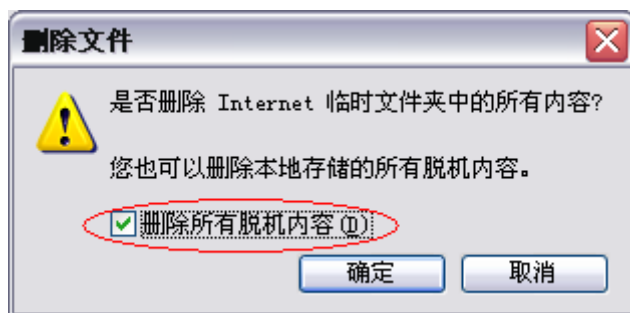 删除文件
是否删除 Internet 临时文件夹中的所有内容?
您也可以删除本地存储的所有脱机内容。
删除所有脱机内容(D)
确定 取消